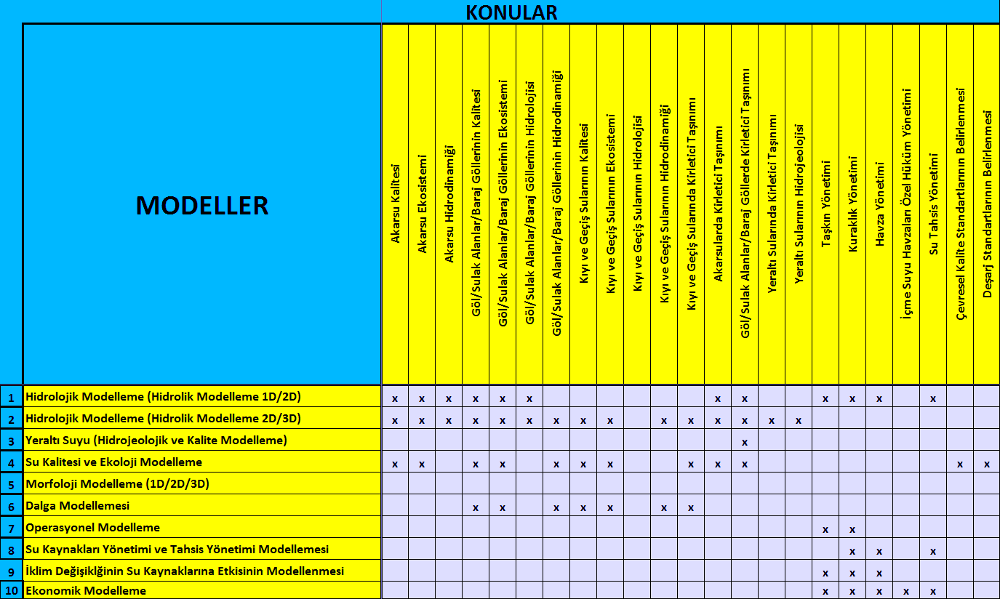 KONULAR
MODELLER
Akarsu Kalitesi
Akarsu Ekosistemi
Akarsu Hidrodinamiği
Göl/Sulak Alanlar/Baraj Göllerinin Kalitesi
Göl/Sulak Alanlar/Baraj Göllerinin Ekosistemi
Göl/Sulak Alanlar/Baraj Göllerinin Hidrolojisi
Göl/Sulak Alanlar/Baraj Göllerinin Hidrodinamiği
Kıyı ve Geçiş Sularının Kalitesi
Kıyı ve Geçiş Sularının Ekosistemi
Kıyı ve Geçiş Sularının Hidrolojisi
Kıyı ve Geçiş Sularının Hidrodinamiği
Kıyı ve Geçiş Sularında Kirletici Taşınımı
Akarsularda Kirletici Taşınımı
Göl/Sulak Alanlar/Baraj Göllerde Kirletici Taşınımı
Yeraltı Sularında Kirletici Taşınımı
Yeraltı Sularının Hidrojeolojisi
Taşkın Yönetimi
Kuraklık Yönetimi
Havza Yönetimi
İçme Suyu Havzaları Özel Hüküm Yönetimi
Su Tahsis Yönetimi
Çevresel Kalite Standartlarının Belirlenmesi
Deşarj Standartlarının Belirlenmesi
1 Hidrolojik Modelleme (Hidrolik Modelleme 1D/2D) x x x x x x x x x x x x
2 Hidrolojik Modelleme (Hidrolik Modelleme 2D/3D) x x x x x x x x x x x x x x x
3 Yeraltı Suyu (Hidrojeolojik ve Kalite Modelleme) x
4 Su Kalitesi ve Ekoloji Modelleme x x x x x x x x x x x x
5 Morfoloji Modelleme (1D/2D/3D)
6 Dalga Modellemesi x x x x x x x
7 Operasyonel Modelleme x x
8 Su Kaynakları Yönetimi ve Tahsis Yönetimi Modellemesi x x x
9 İklim Değişiklğinin Su Kaynaklarına Etkisinin Modellenmesi x x x
10 Ekonomik Modelleme x x x x x